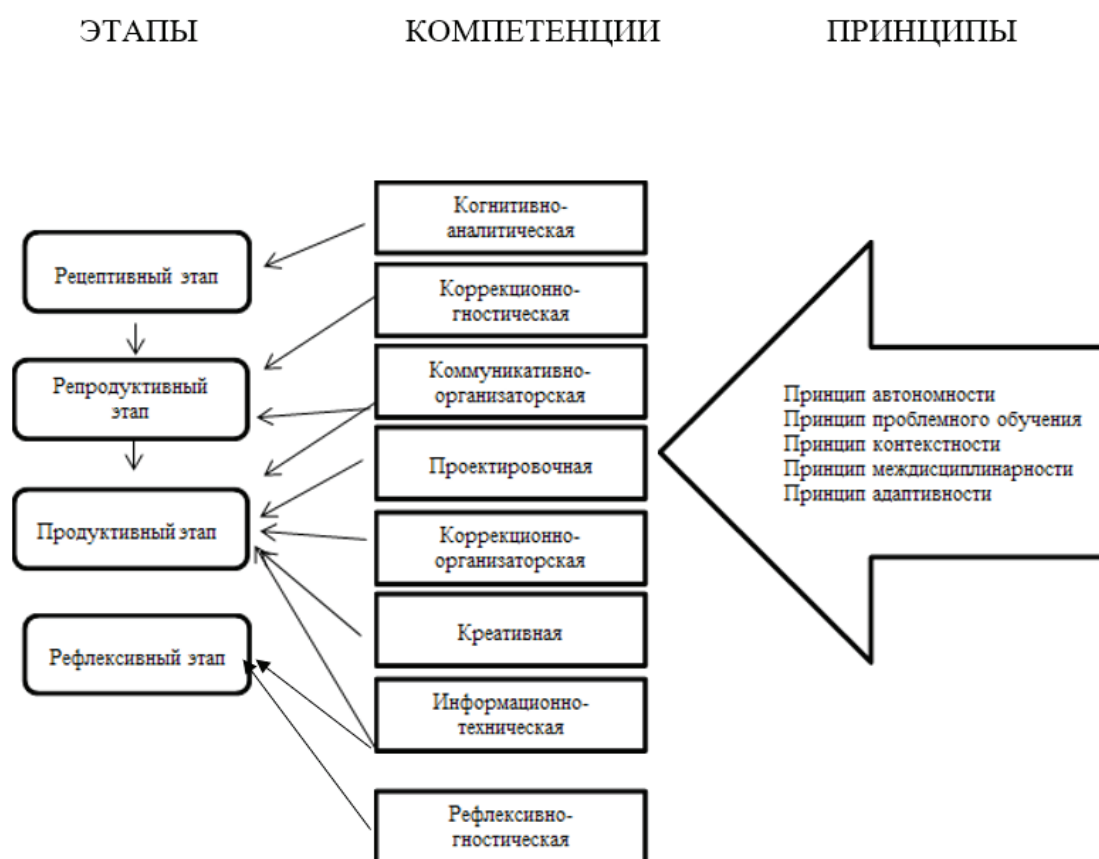 ЭТАПЫ КОМПЕТЕНЦИИ ПРИНЦИПЫ
Рецептивный этап
Репродуктивный
этап
Продуктивный этап
Рефлексивный этап
Когнитивно-
аналитическая
Коррекционно-
гностическая
Коммуникативно-
организаторская
Проектировочная
Коррекционно-
организаторская
Креативная
Информационно-
техническая
Рефлексивно-
гностическая
Принцип автономности
Принцип проблемного обучения
Принцип контекстности
Принцип междисциплинарности
Принцип адаптивности